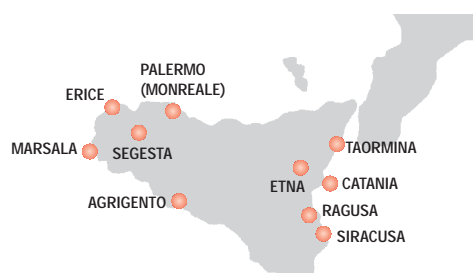 PALERMO
(MONREALE)
ERICE
MARSALA
SEGESTA
TAORMINA
ETNA
CATANIA
AGRIGENTO
RAGUSA
SIRACUSA